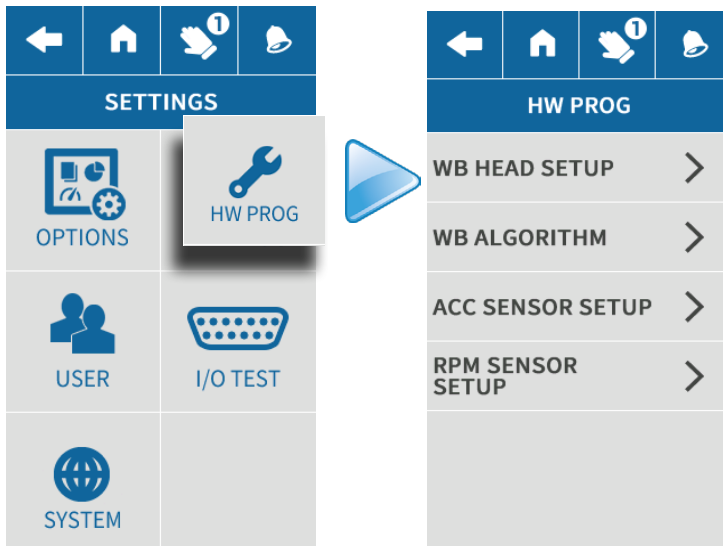 1
SETTINGS
HW PROG
OPTIONS
USER
I/O TEST
SYSTEM
1
HW PROG
WB HEAD SETUP
WB ALGORITHM
ACC SENSOR SETUP
RPM SENSOR
SETUP